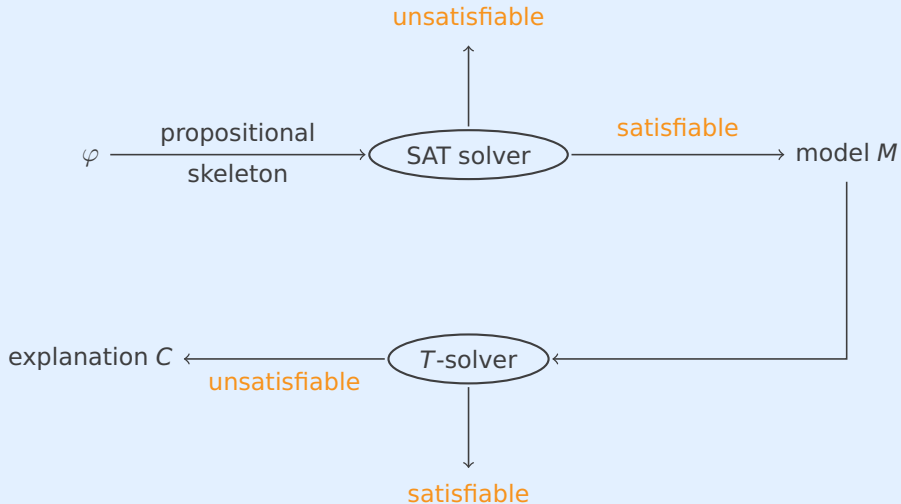 unsatisfiable
propositional
satisfiable
φ
SAT solver
model M
skeleton
explanation C
T-solver
unsatisfiable
satisfiable